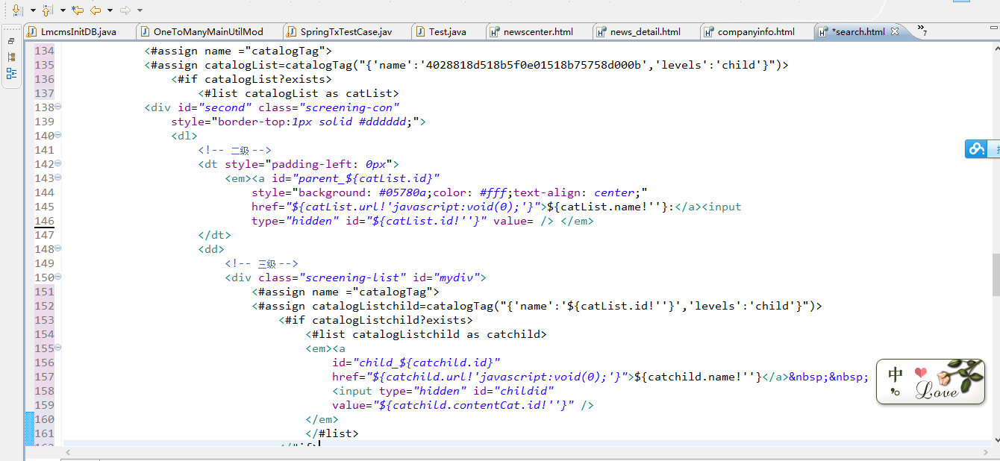 LmcmsInitDB.java OneToManyMainUtilMod SpringTxTestCase.jav Test.java newscenter.html news_detail.html companyinfo.html *search.html »7
134 <#assign name ="catalogTag">
135 <#assign catalogList=catalogTag("{'name':'4028818d518b5f0e01518b75758d000b','levels':'child'}")>
136 <#if catalogList?exists>
137 <#list catalogList as catList>
138 <div id="second" class="screening-con"
139 style="border-top:1px solid #dddddd;">
140 <dl>
141 <!-- 二级 -->
142 <dt style="padding-left: 0px">
143 <em><a id="parent_${catList.id}"
144 style="background: #05780a;color: #fff;text-align: center;"
145 href="${catList.url!'javascript:void(0);'}">${catList.name!''}:</a><input
146 type="hidden" id="${catList.id!''}" value= /> </em>
147 </dt>
148 <dd>
149 <!-- 三级 -->
150 <div class="screening-list" id="mydiv">
151 <#assign name ="catalogTag">
152 <#assign catalogListchild=catalogTag("{'name':'${catList.id!''}','levels':'child'}")>
153 <#if catalogListchild?exists>
154 <#list catalogListchild as catchild>
155 <em><a
156 id="child_${catchild.id}"
157 href="${catchild.url!'javascript:void(0);'}">${catchild.name!''}</a>&nbsp;&nbsp;
158 <input type="hidden" id="childid"
159 value="${catchild.contentCat.id!''}" />
160 </em>
161 </#list>
中
Love